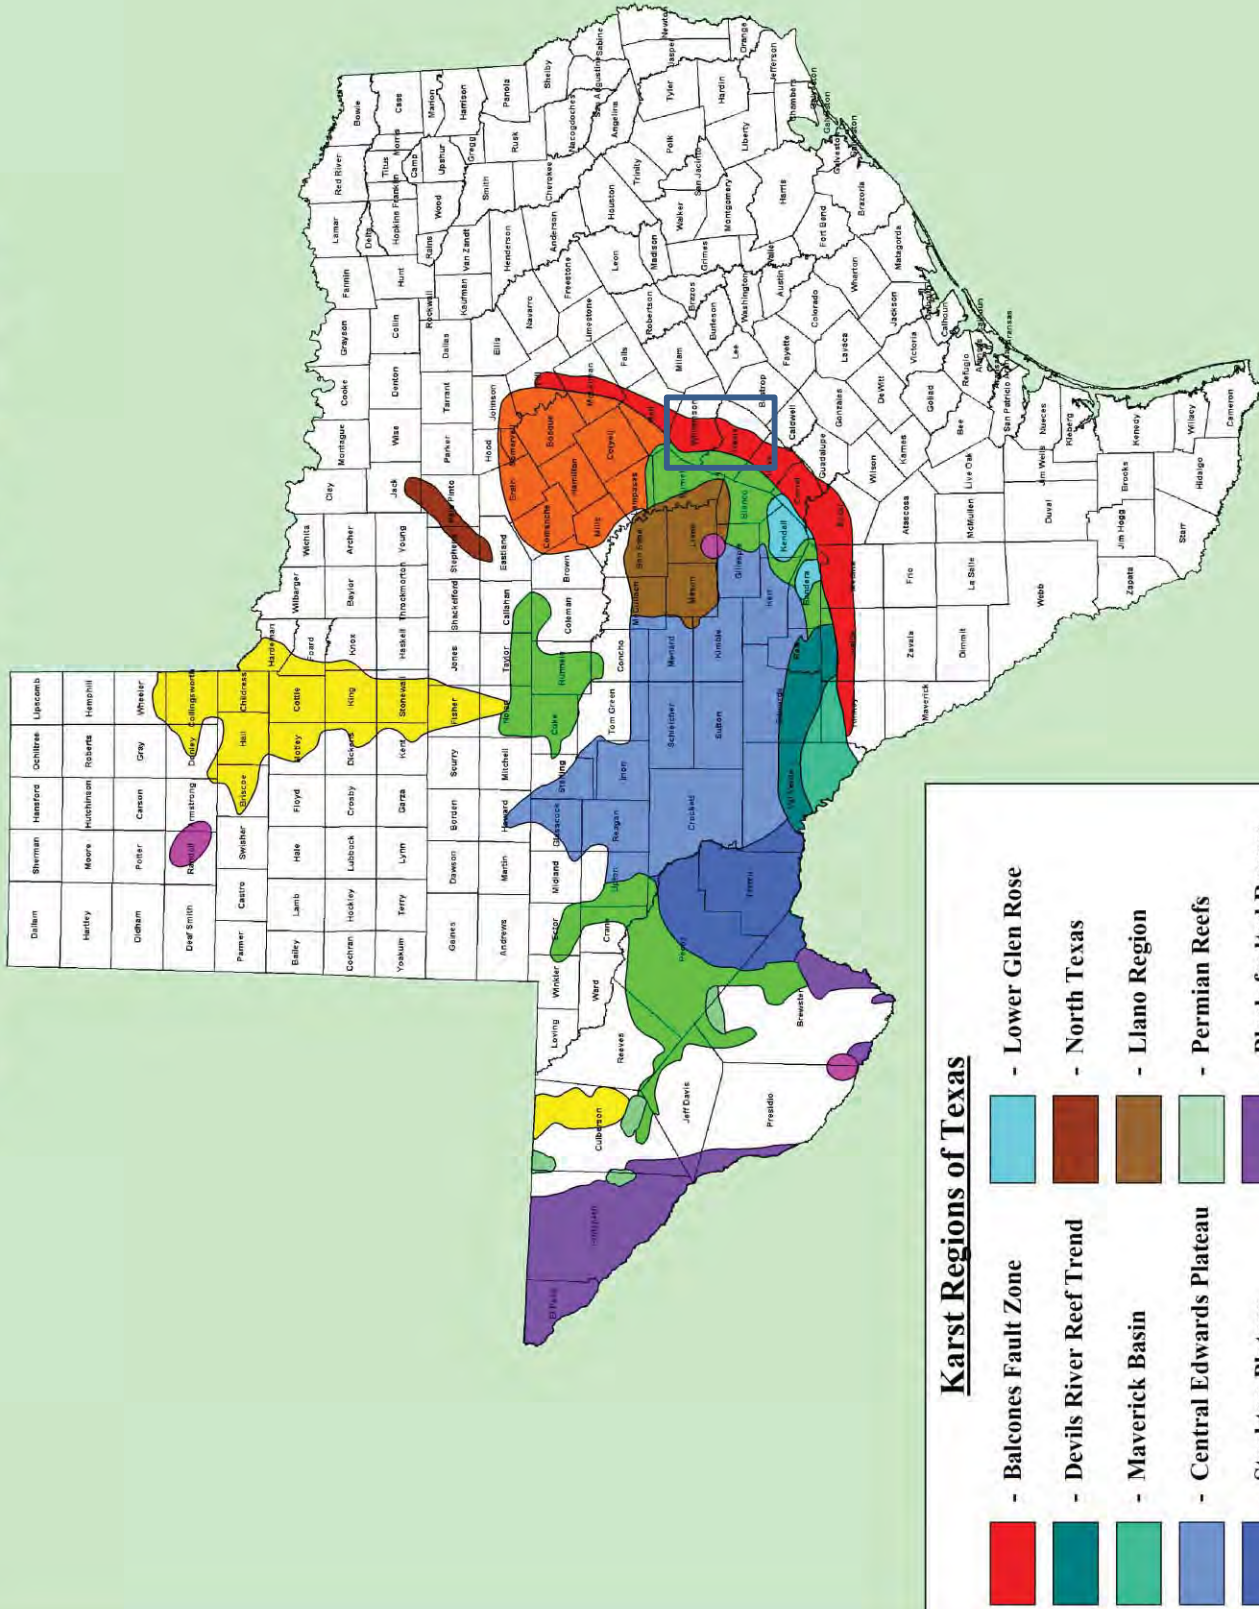 Lipscomb
Ochiltree
Hansford
Sherman
Dallam
Hemphill
Roberts
Hutchinson
Moore
Hartley
Wheeler
Gray
Carson
Potter
Oldham
Collingsworth
Donley
Armstrong
Randall
Deaf Smith
Childress
Hall
Briscoe
Swisher
Castro
Parmer
Hardeman
Foard
Cottle
Motley
Floyd
Hale
Lamb
Bailey
Wilbarger
Wichita
Clay
Montague
Cooke
Grayson
Fannin
Lamar
Red River
Bowie
Knox
King
Dickens
Crosby
Lubbock
Hockley
Cochran
Baylor
Archer
Jack
Wise
Denton
Collin
Hunt
Delta
Hopkins
Franklin
Titus
Morris
Cass
Haskell
Stonewall
Kent
Garza
Lynn
Terry
Yoakum
Throckmorton
Young
Parker
Tarrant
Dallas
Rockwall
Kaufman
Rains
Van Zandt
Wood
Camp
Upshur
Marion
Harrison
Gregg
Jones
Fisher
Scurry
Borden
Dawson
Gaines
Shackelford
Stephens
Palo Pinto
Hood
Johnson
Ellis
Henderson
Smith
Rusk
Panola
Taylor
Nolan
Mitchell
Howard
Martin
Andrews
Callahan
Eastland
Erath
Somervell
Bosque
Hill
Navarro
Freestone
Anderson
Cherokee
Nacogdoches
Shelby
San Augustine
Sabine
Coleman
Brown
Comanche
Hamilton
Coryell
McLennan
Limestone
Leon
Houston
Trinity
Angelina
Runnels
Coke
Sterling
Glasscock
Midland
Ector
Winkler
Loving
Concho
Tom Green
Irion
Reagan
Upton
Crane
Ward
Reeves
Culberson
Hudspeth
El Paso
McCulloch
San Saba
Mills
Lampasas
Bell
Falls
Robertson
Madison
Walker
San Jacinto
Polk
Tyler
Jasper
Newton
Menard
Schleicher
Crockett
Pecos
Jeff Davis
Mason
Llano
Burnet
Williamson
Milam
Brazos
Grimes
Montgomery
Liberty
Hardin
Orange
Kimble
Sutton
Terrell
Brewster
Presidio
Gillespie
Blanco
Travis
Lee
Burleson
Washington
Waller
Harris
Chambers
Jefferson
Galveston
Kerr
Edwards
Val Verde
Kendall
Bandera
Real
Comal
Bastrop
Caldwell
Fayette
Austin
Colorado
Fort Bend
Brazoria
Bexar
Medina
Kinney
Guadalupe
Gonzales
Lavaca
Wharton
Matagorda
Wilson
Karnes
DeWitt
Victoria
Jackson
Calhoun
Atascosa
Frio
Zavala
Maverick
Goliad
Refugio
Bee
Live Oak
McMullen
La Salle
Dimmit
San Patricio
Nueces
Jim Wells
Kleberg
Duval
Webb
Kenedy
Brooks
Jim Hogg
Zapata
Willacy
Cameron
Hidalgo
Starr
Karst Regions of Texas
- Balcones Fault Zone
- Devils River Reef Trend
- Maverick Basin
- Central Edwards Plateau
- Lower Glen Rose
- North Texas
- Llano Region
- Permian Reefs